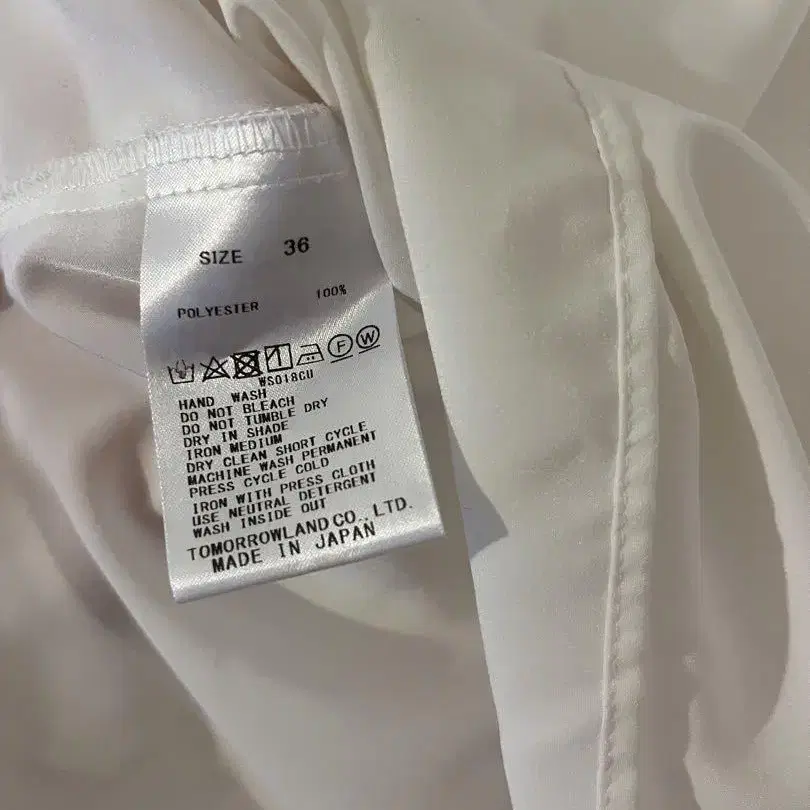 SIZE 36
POLYESTER 100%
F W
WS018CU
HAND WASH
DO NOT BLEACH
DO NOT TUMBLE DRY
DRY IN SHADE
IRON MEDIUM
DRY CLEAN SHORT CYCLE
MACHINE WASH PERMANENT
PRESS CYCLE COLD
IRON WITH PRESS CLOTH
USE NEUTRAL DETERGENT
WASH INSIDE OUT
TOMORROWLAND CO., LTD.
MADE IN JAPAN